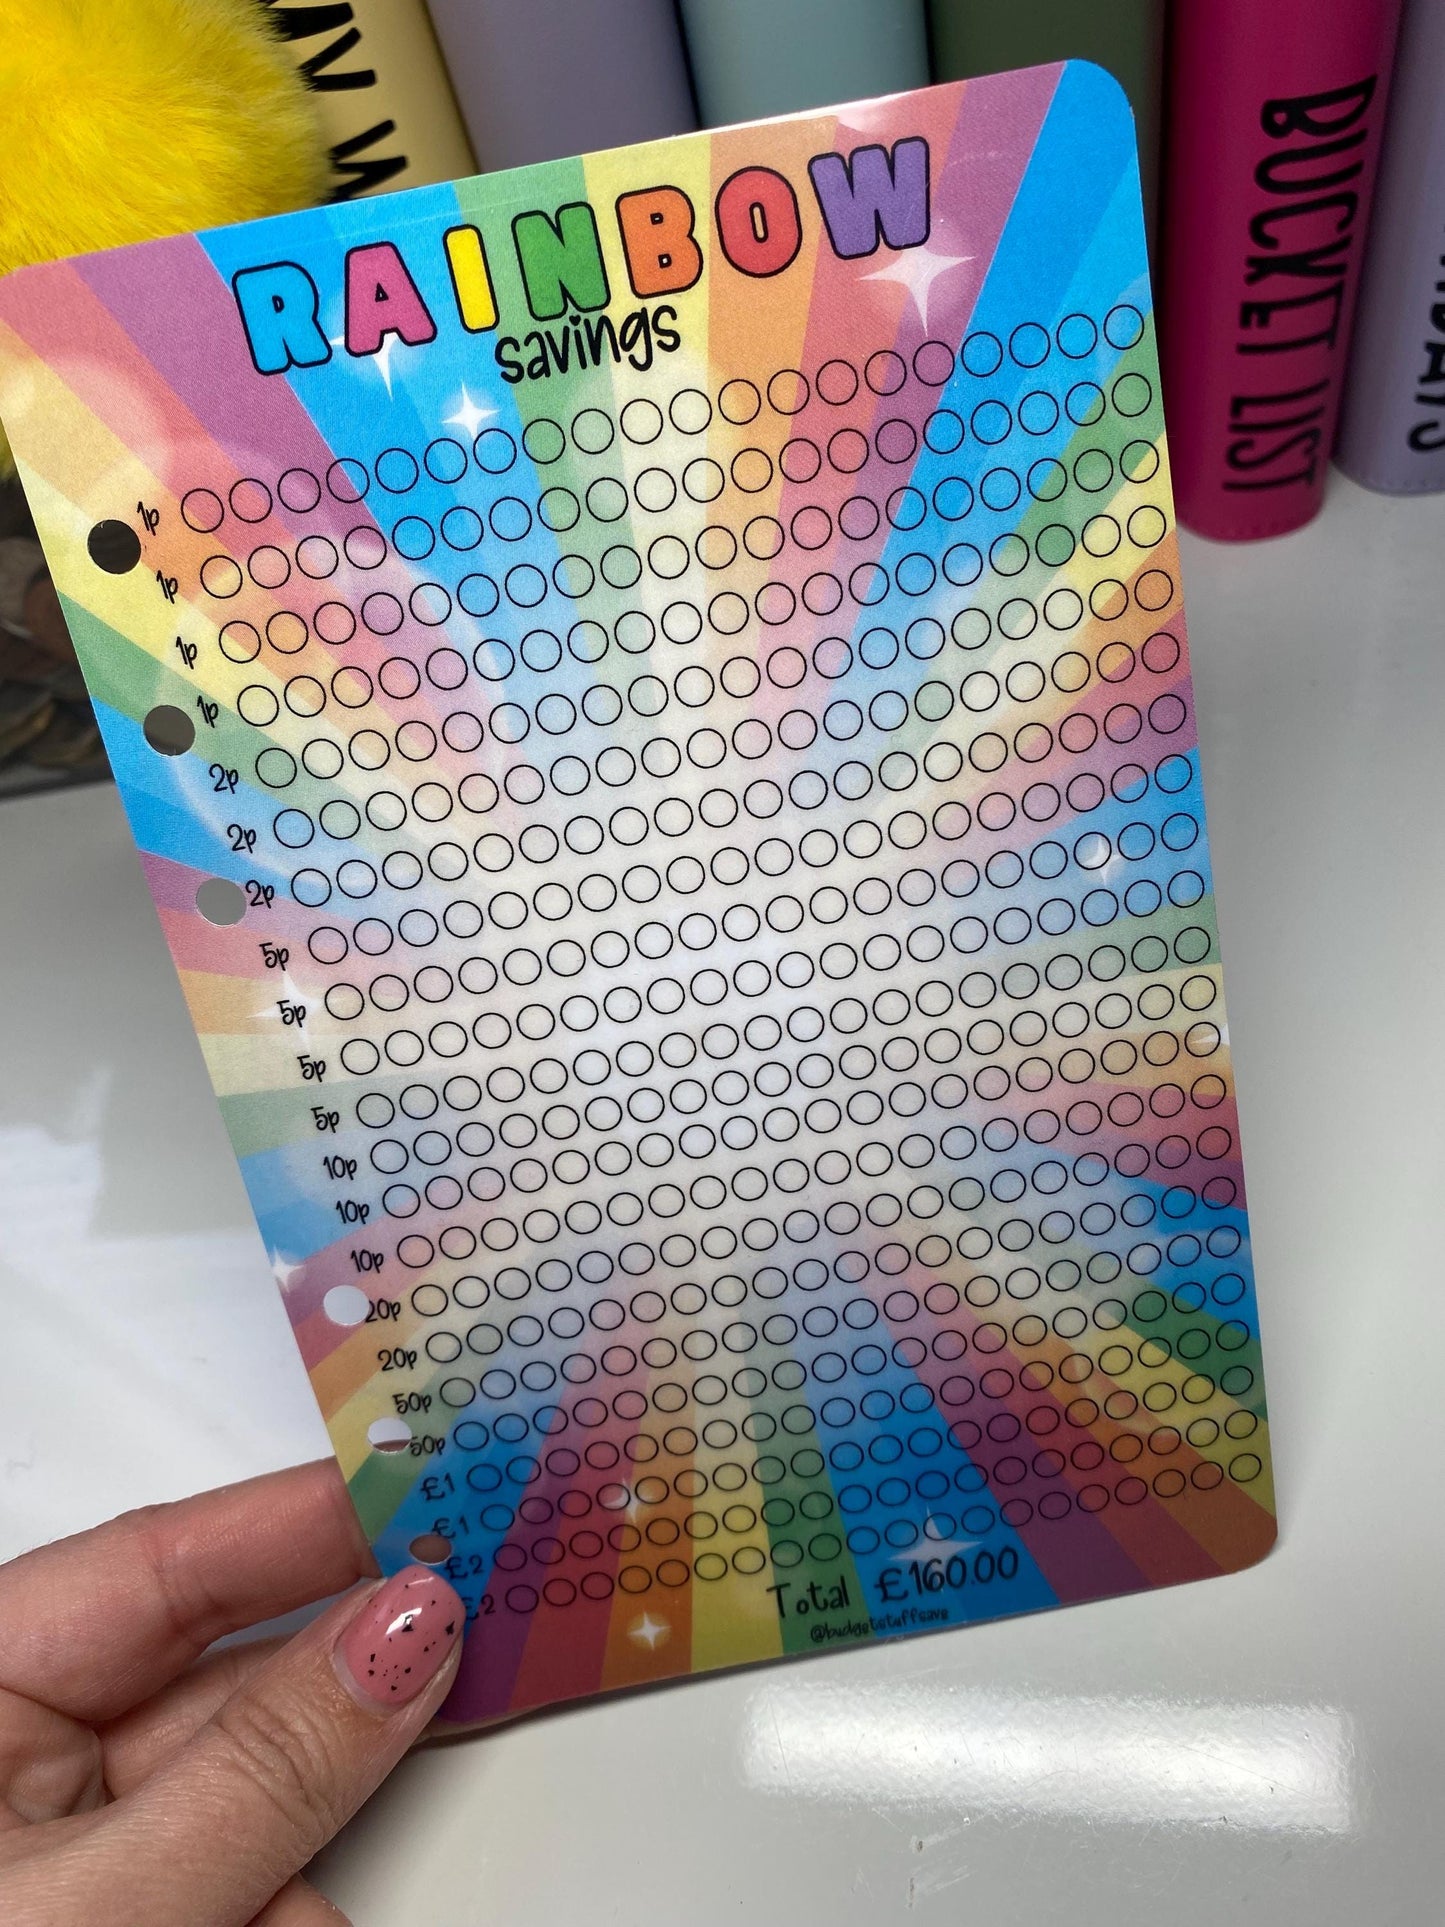 RAINBOW
savings
1p
1p
1p
1p
2p
2p
2p
5p
5p
5p
5p
10p
10p
10p
20p
20p
50p
50p
£1
£1
£2
£2
Total £160.00
@budgetstuffsave
BUCKET LIST